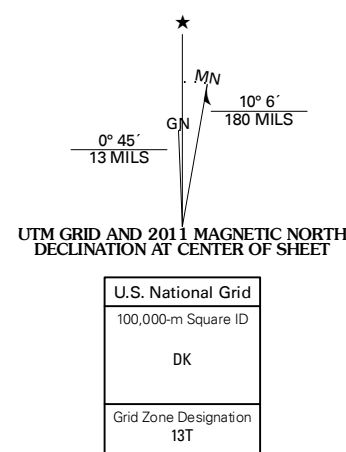 ★
MN
GN
10° 6´
180 MILS
0° 45´
13 MILS
UTM GRID AND 2011 MAGNETIC NORTH
DECLINATION AT CENTER OF SHEET
U.S. National Grid
100,000-m Square ID
DK
Grid Zone Designation
13T